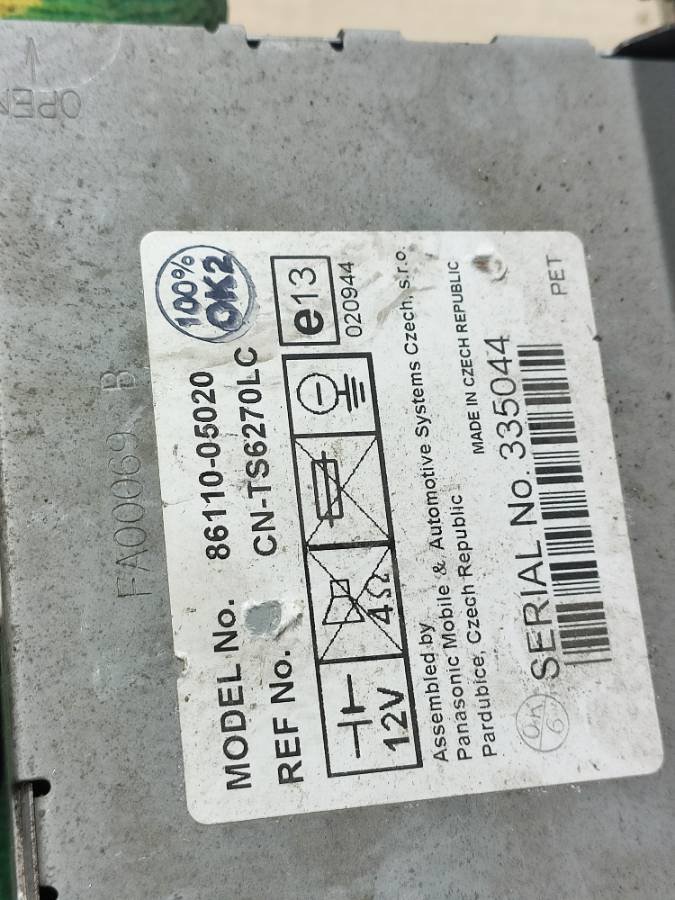 OPEN
FA00069 B
MODEL No. 86110-05020
REF No. CN-TS6270LC
100%
OK2
e13
020944
12V
4Ω
Assembled by
Panasonic Mobile & Automotive Systems Czech, s.r.o.
Pardubice, Czech Republic
MADE IN CZECH REPUBLIC
SERIAL No. 335044
PET